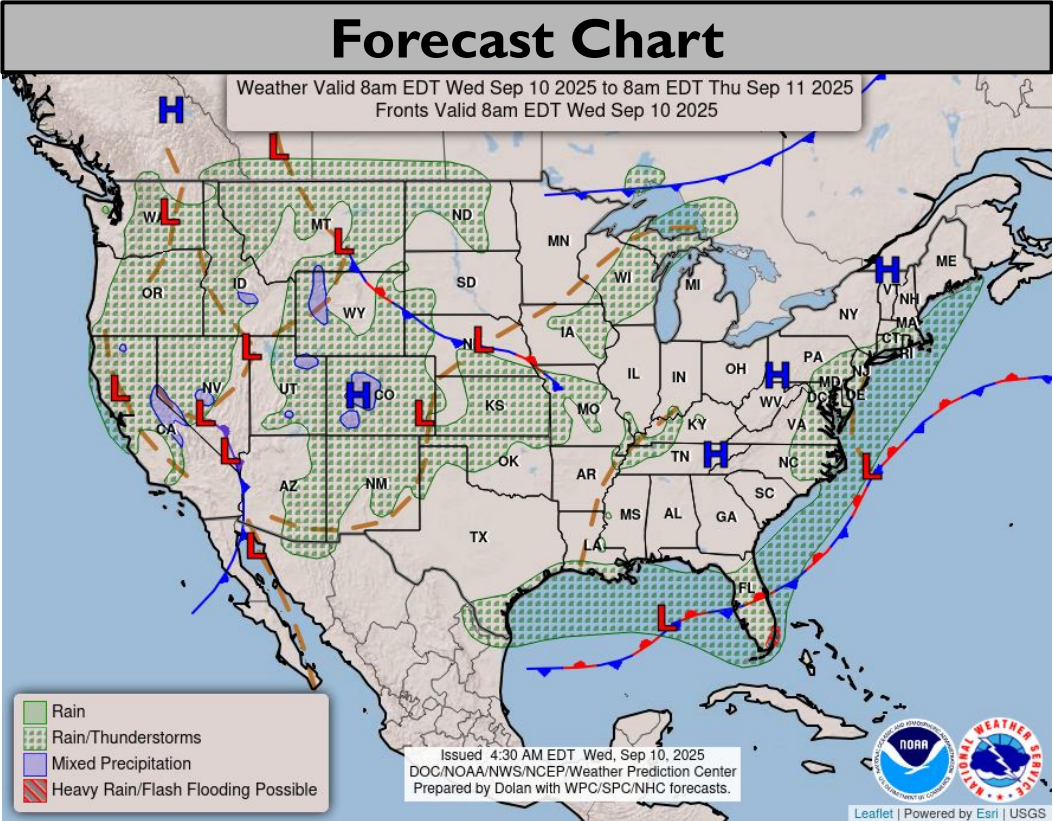 Forecast Chart
Weather Valid 8am EDT Wed Sep 10 2025 to 8am EDT Thu Sep 11 2025
Fronts Valid 8am EDT Wed Sep 10 2025
H
L
WA
L
MT
ND
MN
L
ME
H
VT
OR
ID
SD
WI
MI
NH
WY
NY
MA
IA
CT
RI
L
L
PA
NJ
OH
IL
IN
H
MD
DE
DC
L
NV
UT
H
CO
KS
MO
WV
L
L
CA
KY
VA
L
OK
TN
H
NC
L
AZ
NM
AR
SC
TX
MS
AL
GA
LA
L
FL
L
Rain
Rain/Thunderstorms
Mixed Precipitation
Heavy Rain/Flash Flooding Possible
Issued 4:30 AM EDT Wed, Sep 10, 2025
DOC/NOAA/NWS/NCEP/Weather Prediction Center
Prepared by Dolan with WPC/SPC/NHC forecasts.
NOAA
NATIONAL WEATHER SERVICE
Leaflet | Powered by Esri | USGS